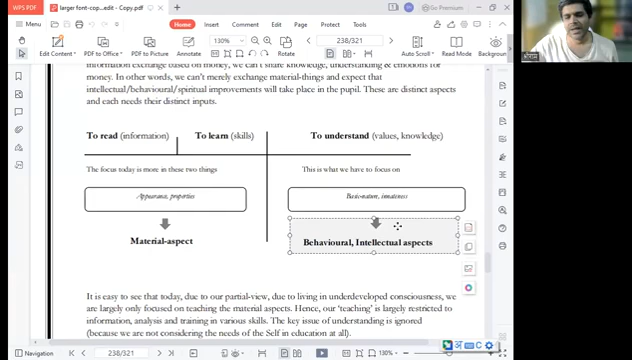 WPS PDF
larger font-cop...edit - Copy.pdf
Go Premium
Home
Edit Content
PDF to Office
PDF to Picture
Annotate
130%
Rotate
238/321
Auto Scroll
Read Mode
Background
information exchange based on money, we can't share knowledge, understanding & emotions for
money. In other words, we can't merely exchange material-things and expect that
intellectual/behavioural/spiritual improvements will take place in the pupil. These are distinct aspects
and each needs their distinct inputs.
To read (information) To learn (skills) To understand (values, knowledge)
The focus today is more in these two things This is what we have to focus on
Appearance, properties Basic-nature, innateness
Material-aspect Behavioural, Intellectual aspects
It is easy to see that today, due to our partial-view, due to living in underdeveloped consciousness, we
are largely only focused on teaching the material aspects. Hence, our 'teaching' is largely restricted to
information, analysis and training in various skills. The key issue of understanding is ignored
(because we are not considering the needs of the Self in education at all).
Navigation
238/321
130%